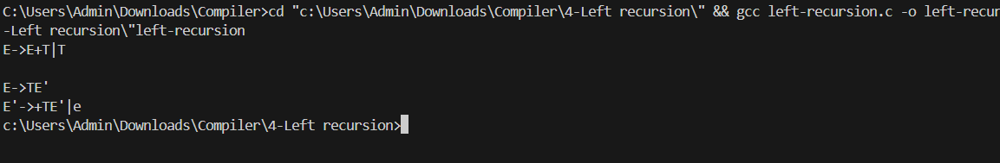 C:\Users\Admin\Downloads\Compiler>cd "c:\Users\Admin\Downloads\Compiler\4-Left recursion\" && gcc left-recursion.c -o left-recur
-Left recursion\"left-recursion
E->E+T|T
E->TE'
E'->+TE'|e
c:\Users\Admin\Downloads\Compiler\4-Left recursion>